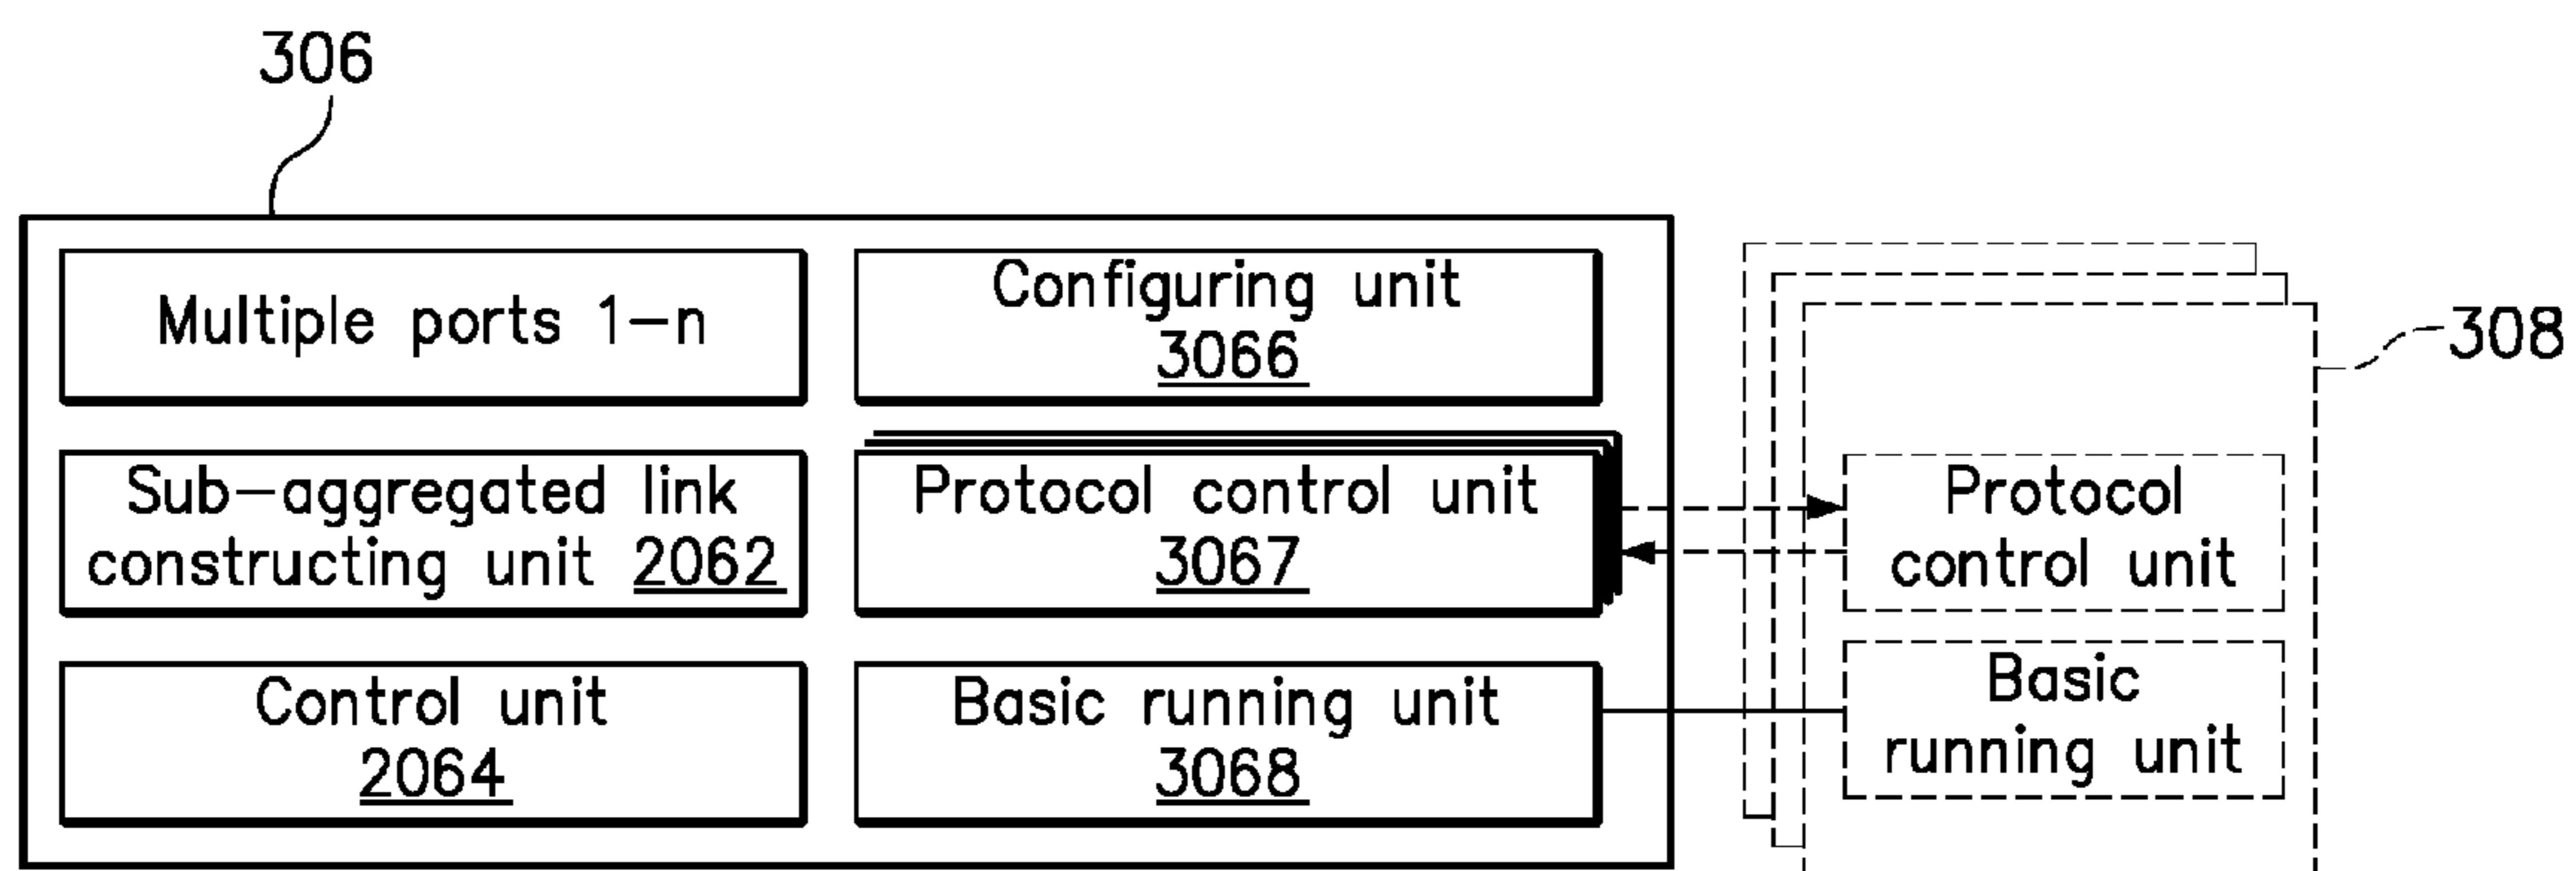 306
Multiple ports 1-n
Configuring unit
3066
308
Sub-aggregated link
constructing unit 2062
Protocol control unit
3067
Protocol
control unit
Control unit
2064
Basic running unit
3068
Basic
running unit